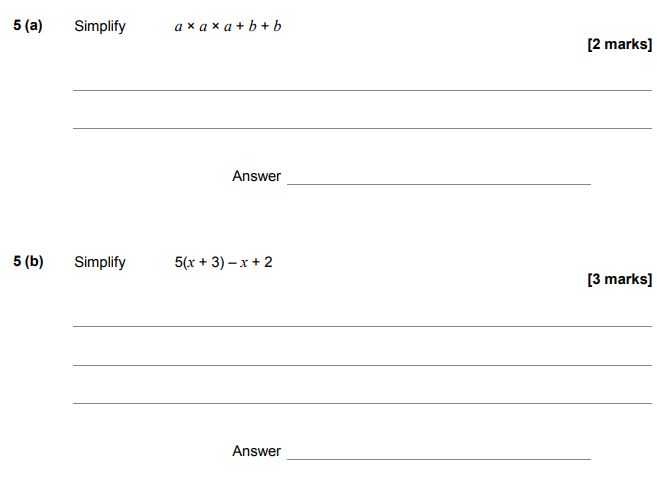 5 (a) Simplify a × a × a + b + b
[2 marks]
Answer
5 (b) Simplify 5(x + 3) – x + 2
[3 marks]
Answer